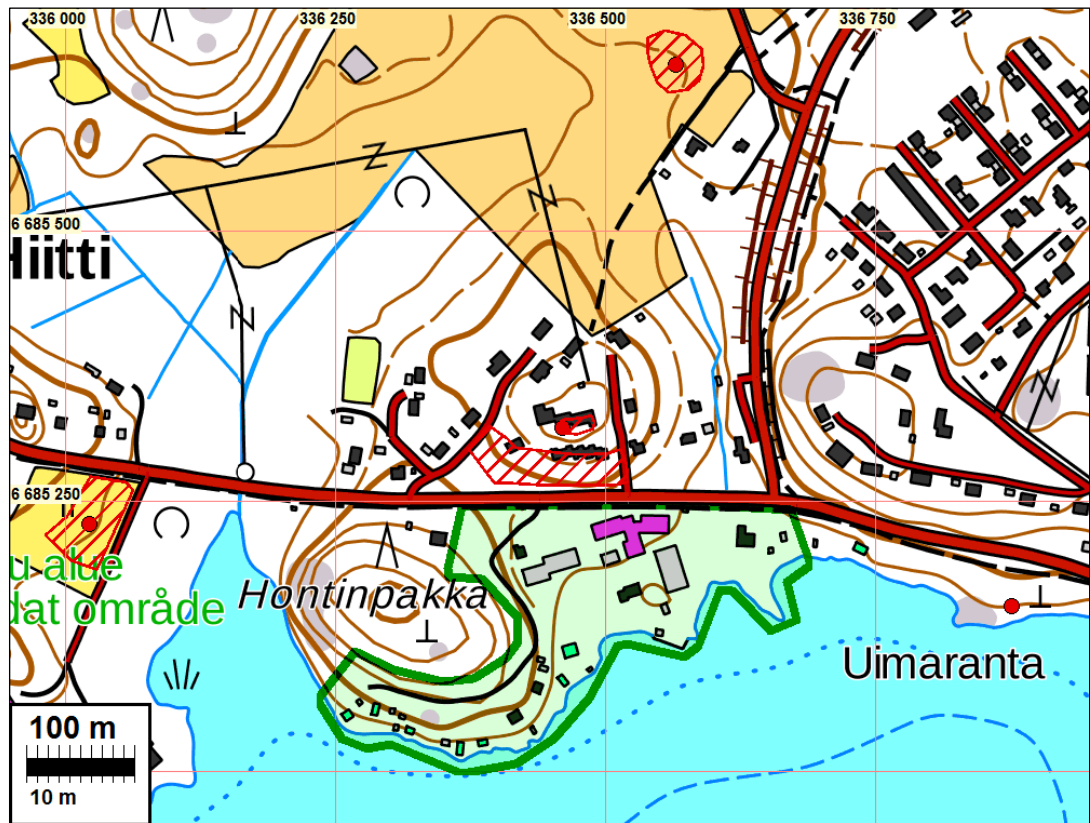 336 000 336 250 336 500 336 750
6 685 500
Hiitti
6 685 250
u alue
dat område
Hontinpakka
Uimaranta
100 m
10 m